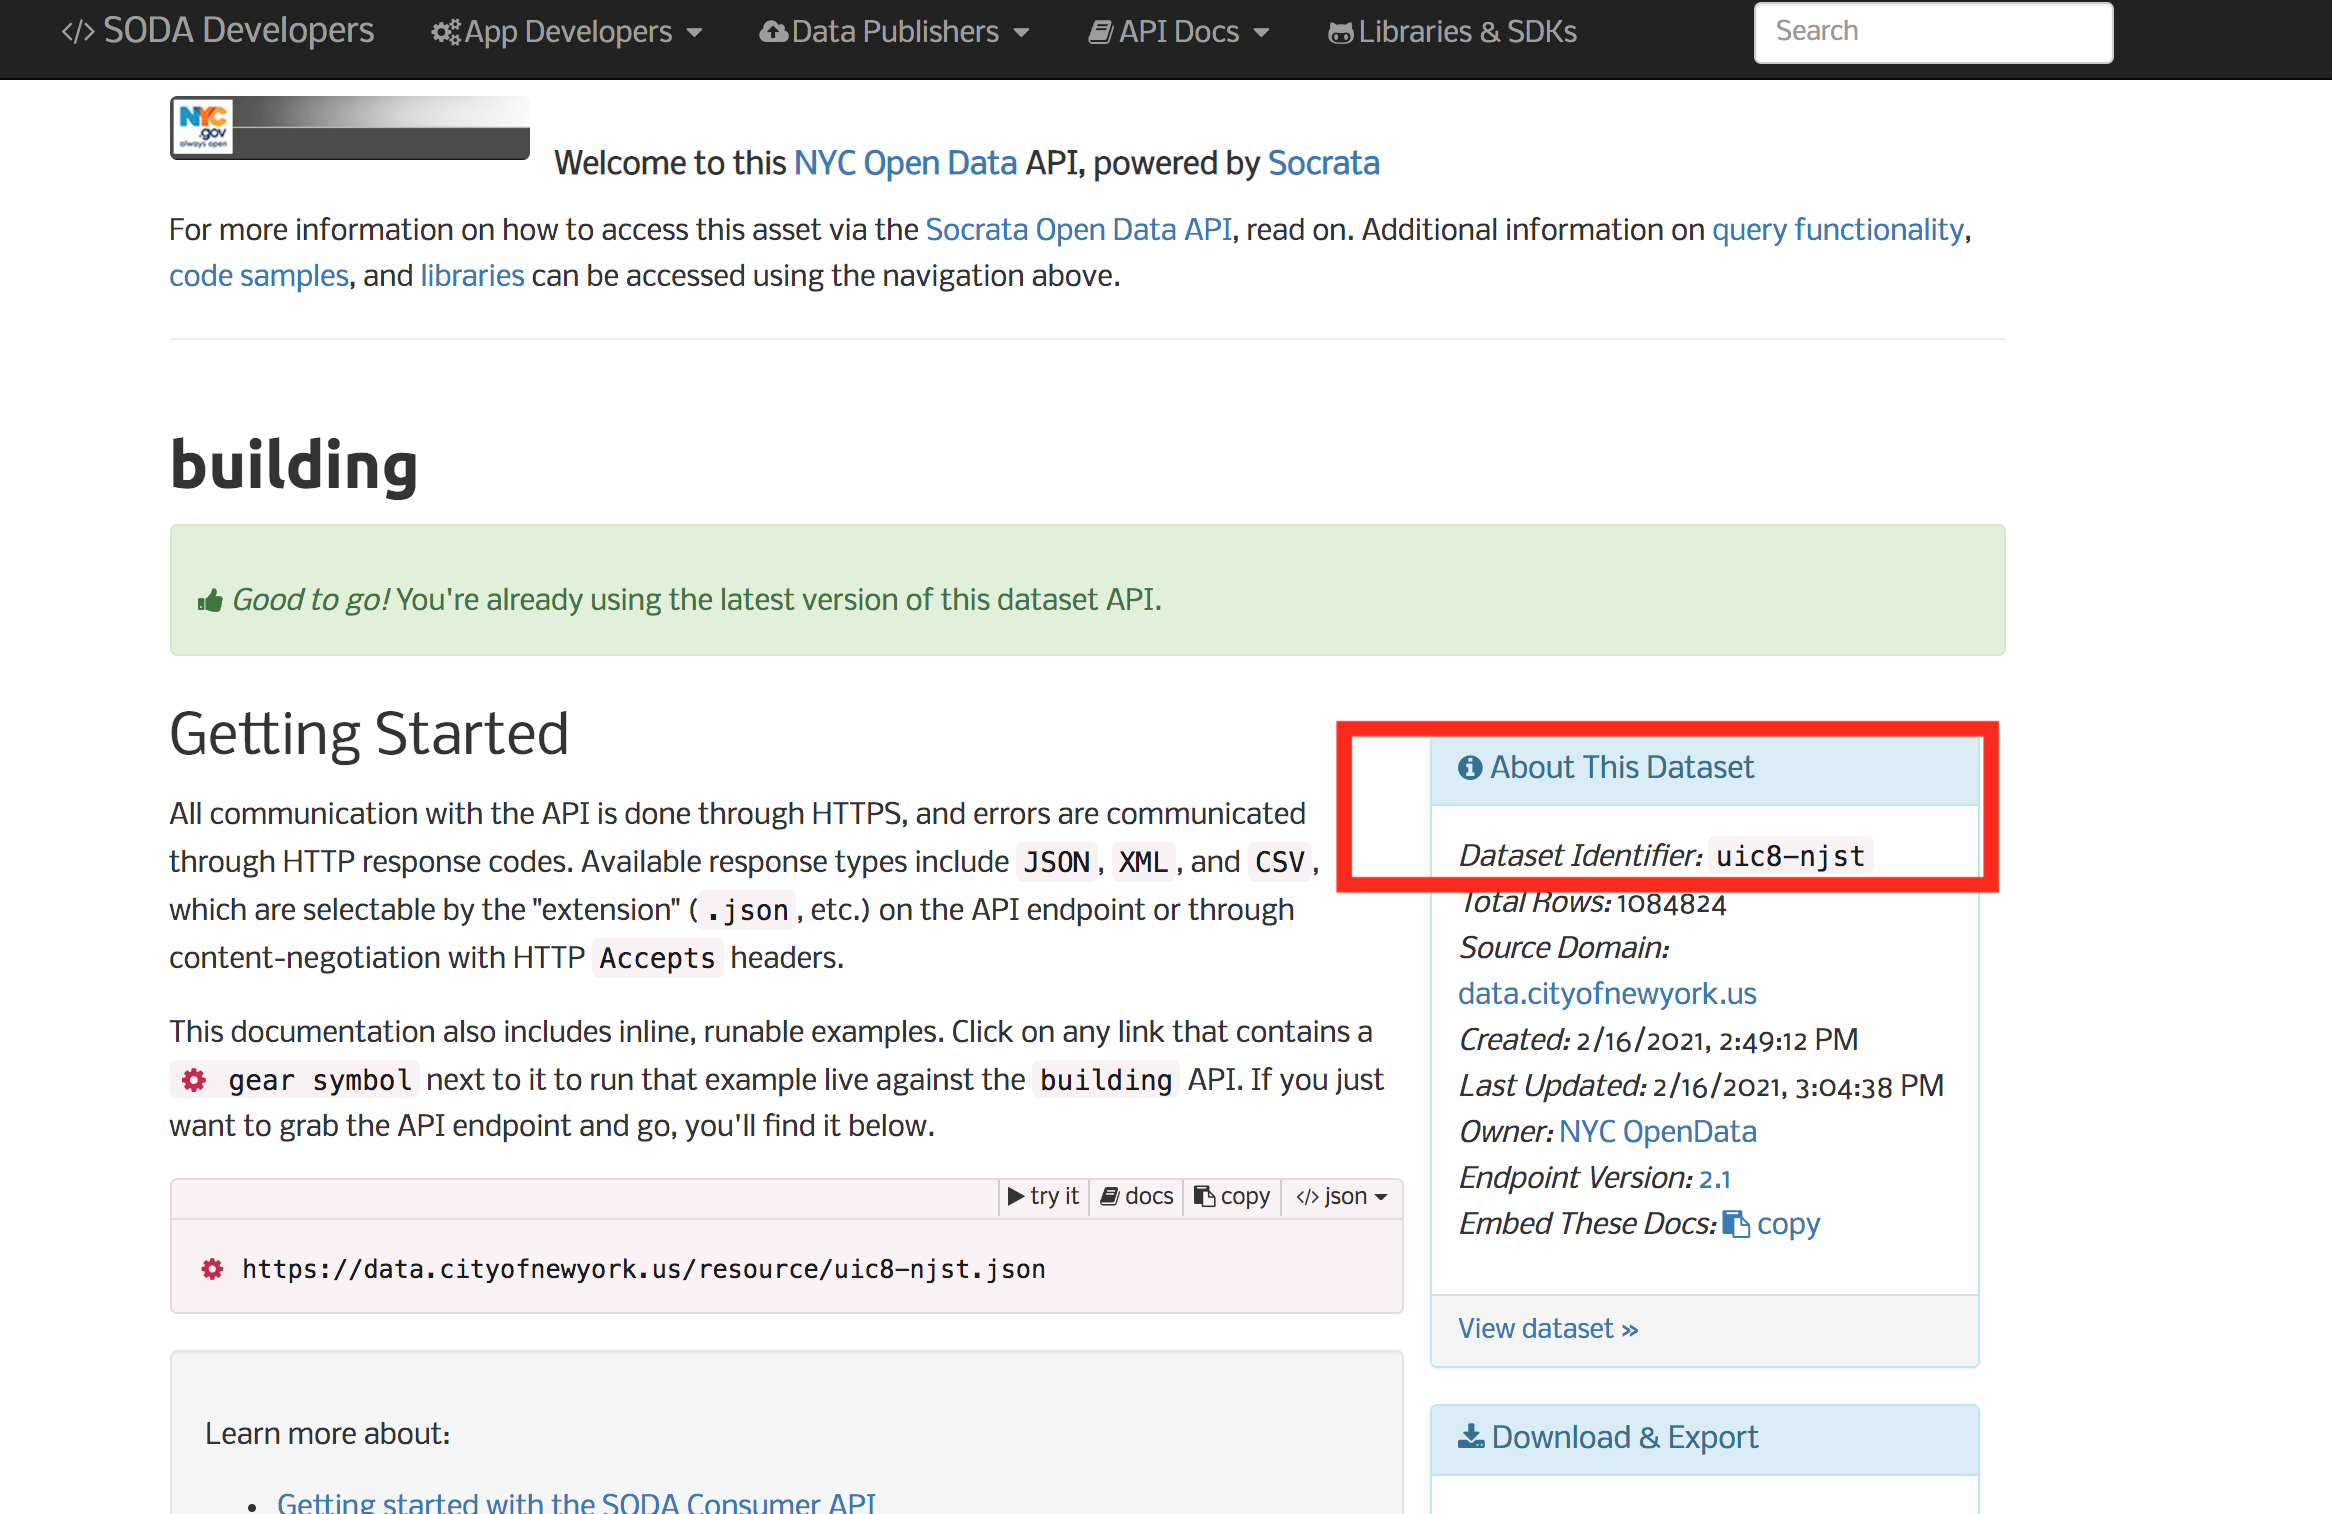 </> SODA Developers App Developers Data Publishers API Docs Libraries & SDKs Search
NYC
.gov
always open
Welcome to this NYC Open Data API, powered by Socrata
For more information on how to access this asset via the Socrata Open Data API, read on. Additional information on query functionality,
code samples, and libraries can be accessed using the navigation above.
building
Good to go! You're already using the latest version of this dataset API.
Getting Started
All communication with the API is done through HTTPS, and errors are communicated
through HTTP response codes. Available response types include JSON, XML, and CSV,
which are selectable by the "extension" (.json, etc.) on the API endpoint or through
content-negotiation with HTTP Accepts headers.
This documentation also includes inline, runable examples. Click on any link that contains a
gear symbol next to it to run that example live against the building API. If you just
want to grab the API endpoint and go, you'll find it below.
try it docs copy </> json
https://data.cityofnewyork.us/resource/uic8-njst.json
Learn more about:
• Getting started with the SODA Consumer API
About This Dataset
Dataset Identifier: uic8-njst
Total Rows: 1084824
Source Domain:
data.cityofnewyork.us
Created: 2/16/2021, 2:49:12 PM
Last Updated: 2/16/2021, 3:04:38 PM
Owner: NYC OpenData
Endpoint Version: 2.1
Embed These Docs: copy
View dataset »
Download & Export